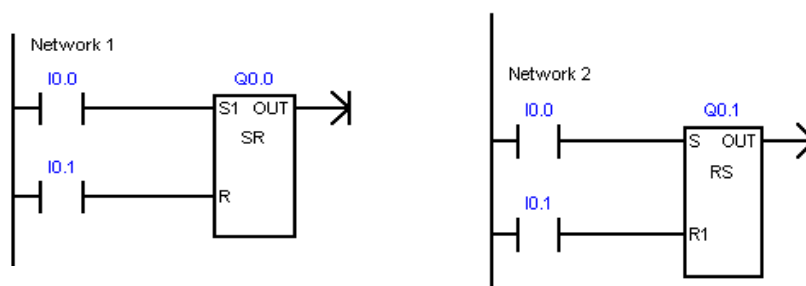 Network 1
I0.0 Q0.0
S1 OUT
SR
I0.1
R
Network 2
I0.0 Q0.1
S OUT
RS
I0.1
R1